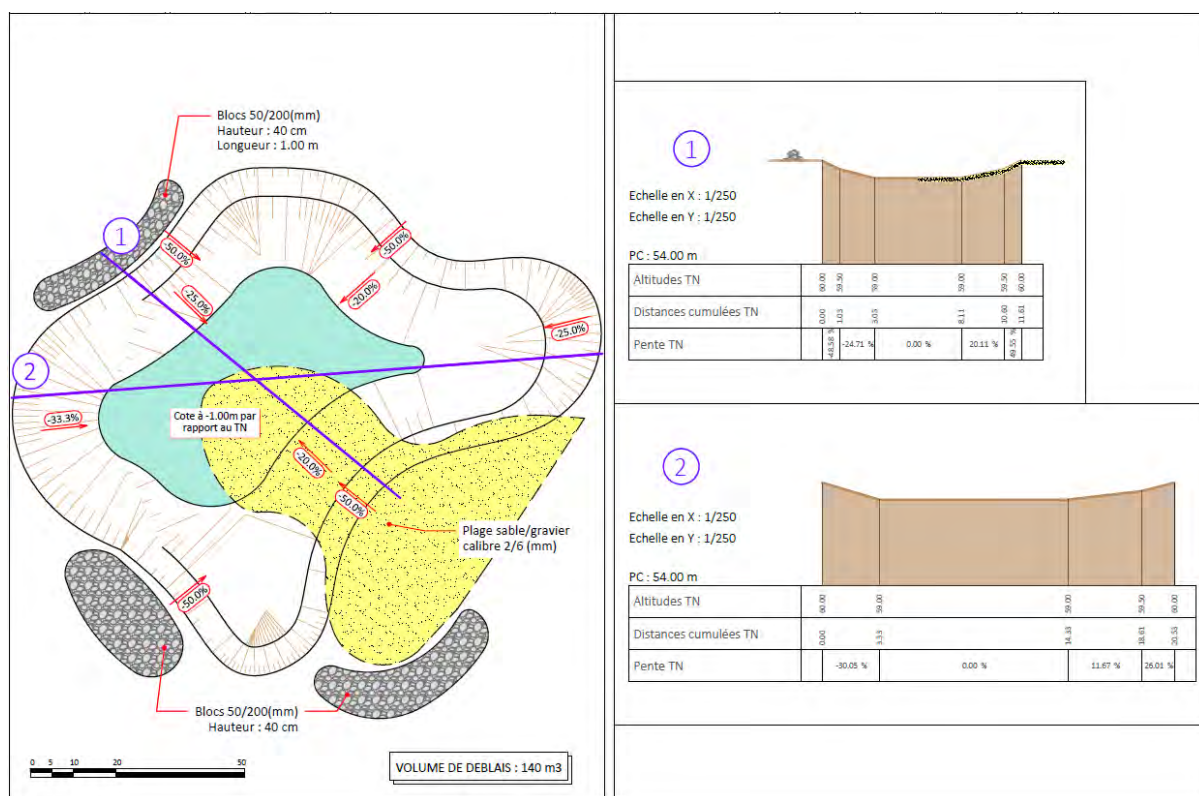 Blocs 50/200(mm)
Hauteur : 40 cm
Longueur : 1.00 m
1
-50.0%
-50.0%
-25.0%
-20.0%
-25.0%
2
-33.3%
Cote à -1.00m par
rapport au TN
-20.0%
-50.0%
Plage sable/gravier
calibre 2/6 (mm)
-50.0%
Blocs 50/200(mm)
Hauteur : 40 cm
0 5 10 20 50
VOLUME DE DEBLAIS : 140 m3
1
Echelle en X : 1/250
Echelle en Y : 1/250
PC : 54.00 m
Altitudes TN 60.00 59.50 59.00 59.00 59.50 60.00
Distances cumulées TN 0.00 1.03 3.05 8.11 10.60 11.61
Pente TN -48.58 % -24.71 % 0.00 % 20.11 % 49.55 %
2
Echelle en X : 1/250
Echelle en Y : 1/250
PC : 54.00 m
Altitudes TN 60.00 59.00 59.00 59.50 60.00
Distances cumulées TN 0.00 3.33 14.33 18.61 20.53
Pente TN -30.05 % 0.00 % 11.67 % 26.01 %